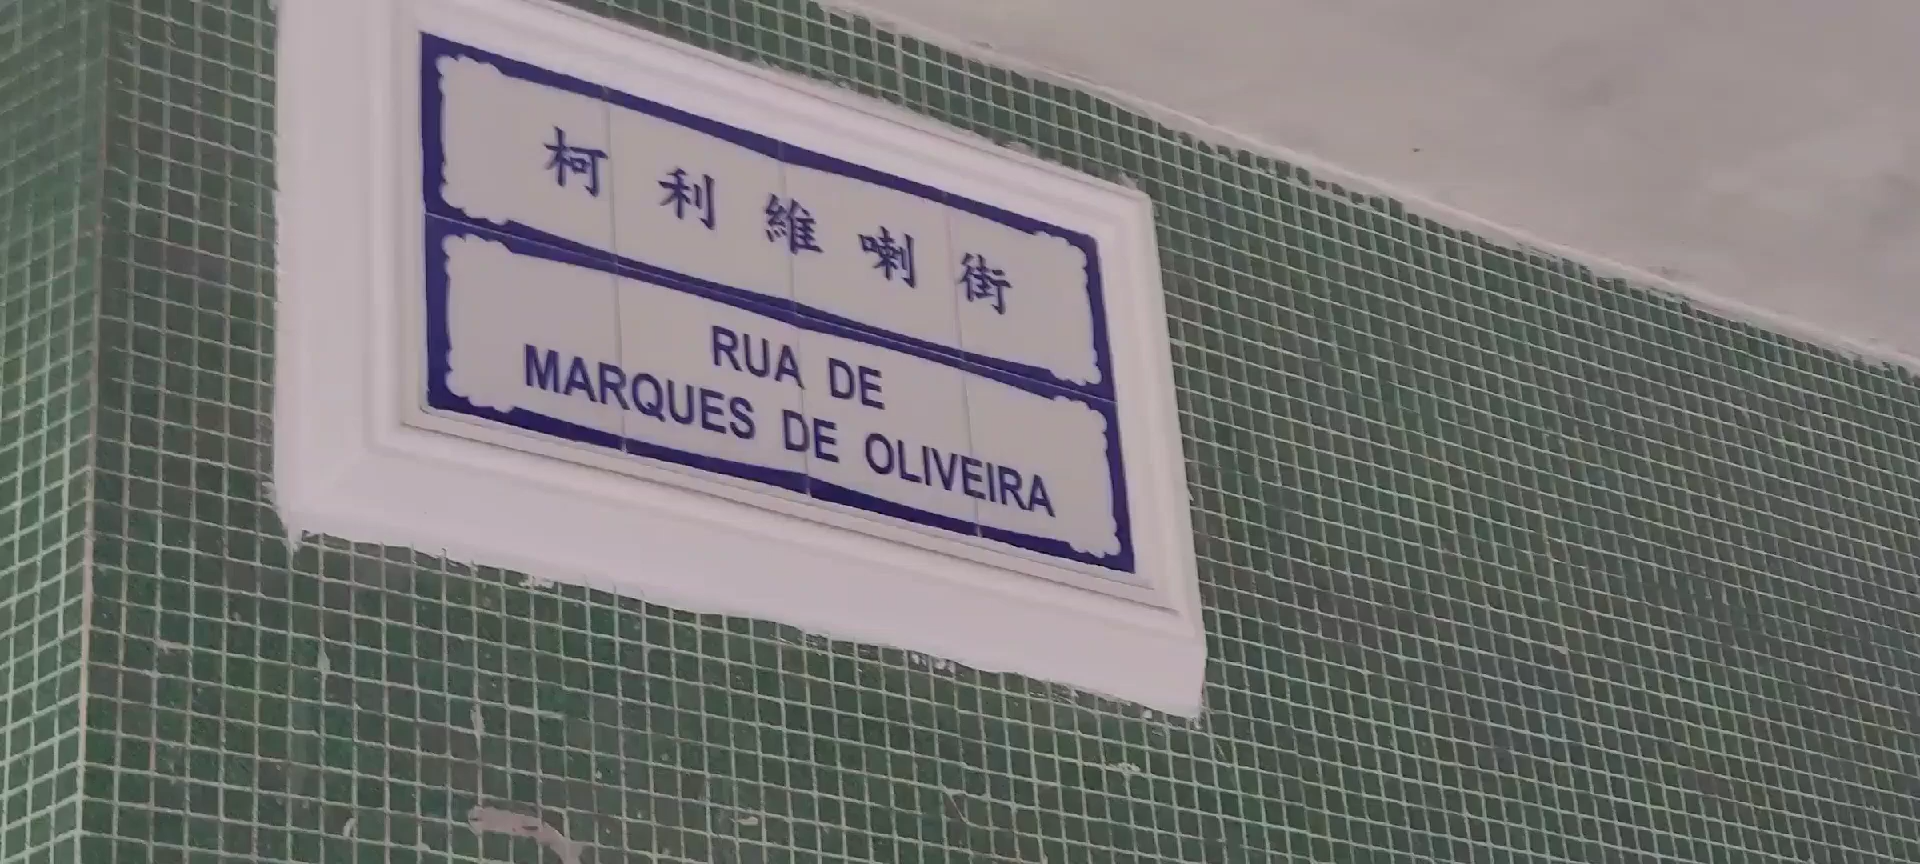 柯利維喇街
RUA DE
MARQUES DE OLIVEIRA